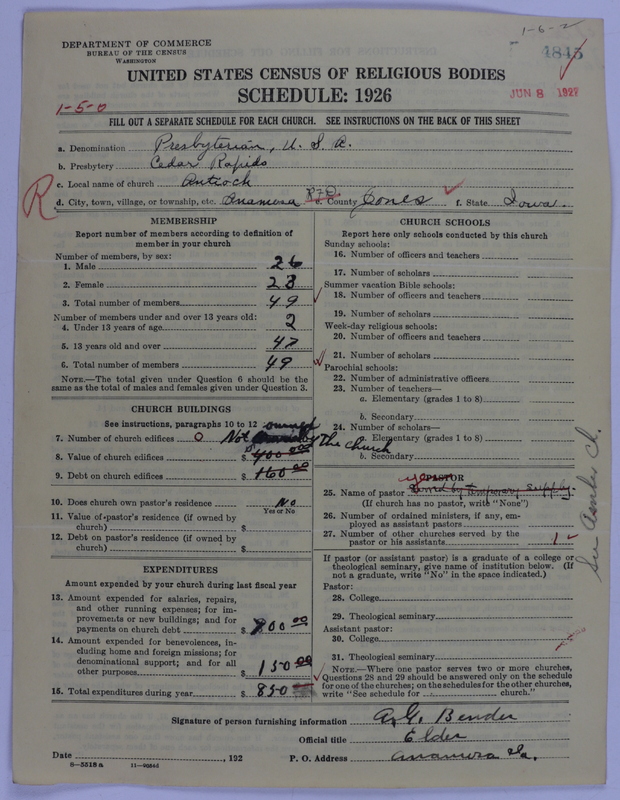 1-6-2
DEPARTMENT OF COMMERCE
BUREAU OF THE CENSUS
WASHINGTON
4845
UNITED STATES CENSUS OF RELIGIOUS BODIES
SCHEDULE: 1926
JUN 8 1927
1-5-0
FILL OUT A SEPARATE SCHEDULE FOR EACH CHURCH. SEE INSTRUCTIONS ON THE BACK OF THIS SHEET
a. Denomination Presbyterian, U. S. A.
b. Presbytery Cedar Rapids
c. Local name of church Antioch
R
d. City, town, village, or township, etc. Anamosa R.F.D. e. County Jones f. State Iowa.
MEMBERSHIP
Report number of members according to definition of
member in your church
Number of members, by sex:
1. Male 26
2. Female 23
3. Total number of members 49
Number of members under and over 13 years old:
4. Under 13 years of age 2
5. 13 years old and over 47
6. Total number of members 49
NOTE.—The total given under Question 6 should be the
same as the total of males and females given under Question 3.
CHURCH BUILDINGS
See instructions, paragraphs 10 to 12
7. Number of church edifices 0 Not owned by the church
8. Value of church edifices $ 400.00
9. Debt on church edifices $ 160.00
10. Does church own pastor's residence No
Yes or No
11. Value of pastor's residence (if owned by
church) $
12. Debt on pastor's residence (if owned by
church) $
EXPENDITURES
Amount expended by your church during last fiscal year
13. Amount expended for salaries, repairs,
and other running expenses; for im-
provements or new buildings; and for
payments on church debt $ 700.00
14. Amount expended for benevolences, in-
cluding home and foreign missions; for
denominational support; and for all
other purposes $ 150.00
15. Total expenditures during year $ 850
CHURCH SCHOOLS
Report here only schools conducted by this church
Sunday schools:
16. Number of officers and teachers
17. Number of scholars
Summer vacation Bible schools:
18. Number of officers and teachers
19. Number of scholars
Week-day religious schools:
20. Number of officers and teachers
21. Number of scholars
Parochial schools:
22. Number of administrative officers
23. Number of teachers—
a. Elementary (grades 1 to 8)
b. Secondary
24. Number of scholars—
a. Elementary (grades 1 to 8)
b. Secondary
PASTOR
25. Name of pastor Served by temporary supply.
(If church has no pastor, write "None")
26. Number of ordained ministers, if any, em-
ployed as assistant pastors
27. Number of other churches served by the
pastor or his assistants 1
If pastor (or assistant pastor) is a graduate of a college or
theological seminary, give name of institution below. (If
not a graduate, write "No" in the space indicated.)
Pastor:
28. College
29. Theological seminary
Assistant pastor:
30. College
31. Theological seminary
NOTE.—Where one pastor serves two or more churches,
Questions 28 and 29 should be answered only on the schedule
for one of the churches; on the schedules for the other churches,
write "See schedule for church."
Signature of person furnishing information A. G. Bender
Official title Elder
Date , 192 P. O. Address Anamosa Ia.
8-5518 a